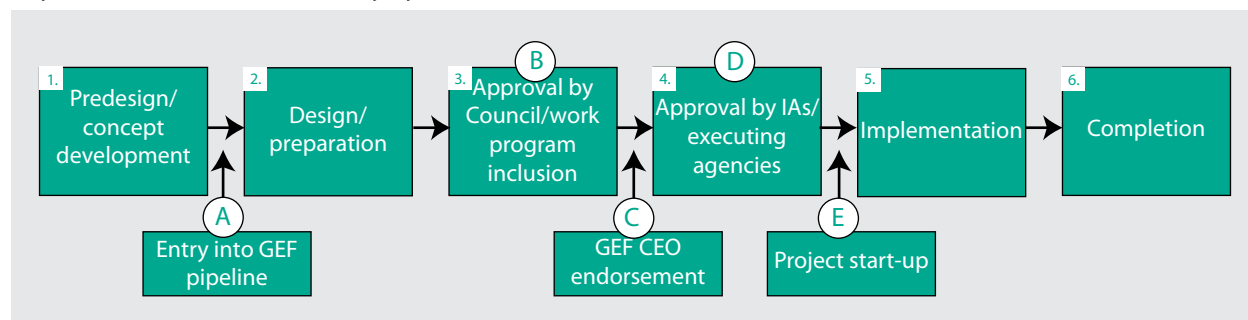 1.
Predesign/
concept
development
2.
Design/
preparation
B
3.
Approval by
Council/work
program
inclusion
D
4.
Approval by IAs/
executing
agencies
5.
Implementation
6.
Completion
A
Entry into GEF
pipeline
C
GEF CEO
endorsement
E
Project start-up